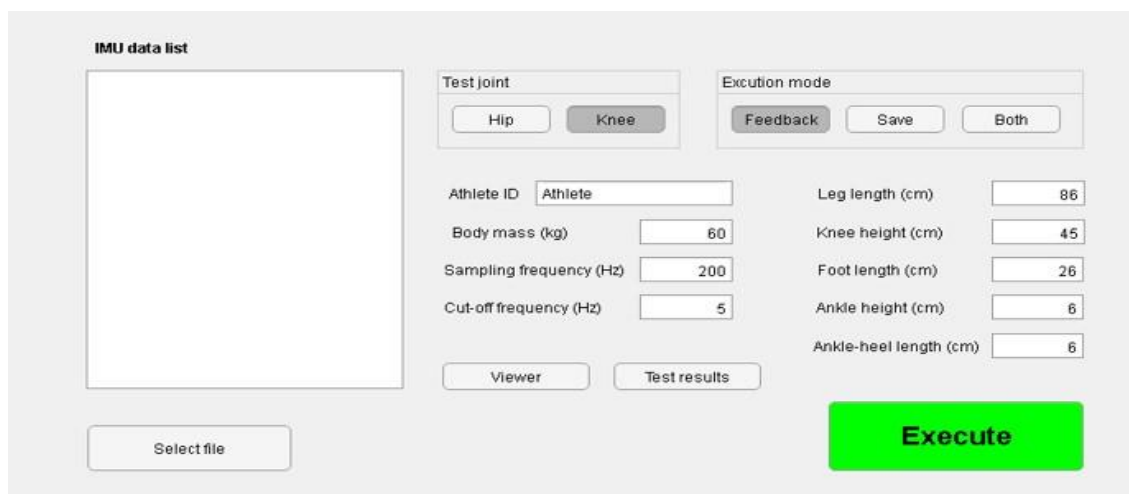 IMU data list
Test joint
Hip Knee
Excution mode
Feedback Save Both
Athlete ID Athlete
Body mass (kg) 60
Sampling frequency (Hz) 200
Cut-off frequency (Hz) 5
Leg length (cm) 86
Knee height (cm) 45
Foot length (cm) 26
Ankle height (cm) 6
Ankle-heel length (cm) 6
Viewer Test results
Select file
Execute